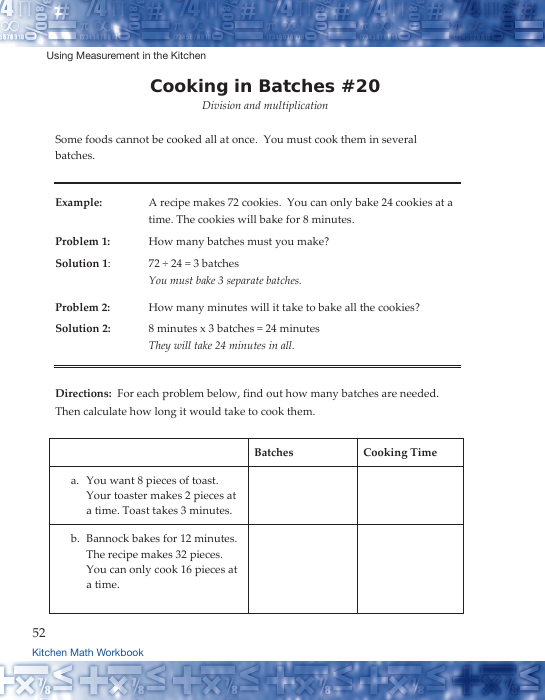 Using Measurement in the Kitchen
Cooking in Batches #20
Division and multiplication
Some foods cannot be cooked all at once.  You must cook them in several
batches.
Example: A recipe makes 72 cookies.  You can only bake 24 cookies at a
time. The cookies will bake for 8 minutes.
Problem 1: How many batches must you make?
Solution 1: 72 ÷ 24 = 3 batches
You must bake 3 separate batches.
Problem 2: How many minutes will it take to bake all the cookies?
Solution 2: 8 minutes x 3 batches = 24 minutes
They will take 24 minutes in all.
Directions:  For each problem below, find out how many batches are needed.
Then calculate how long it would take to cook them.
Batches Cooking Time
a. You want 8 pieces of toast.
Your toaster makes 2 pieces at
a time. Toast takes 3 minutes.
b. Bannock bakes for 12 minutes.
The recipe makes 32 pieces.
You can only cook 16 pieces at
a time.
52
Kitchen Math Workbook